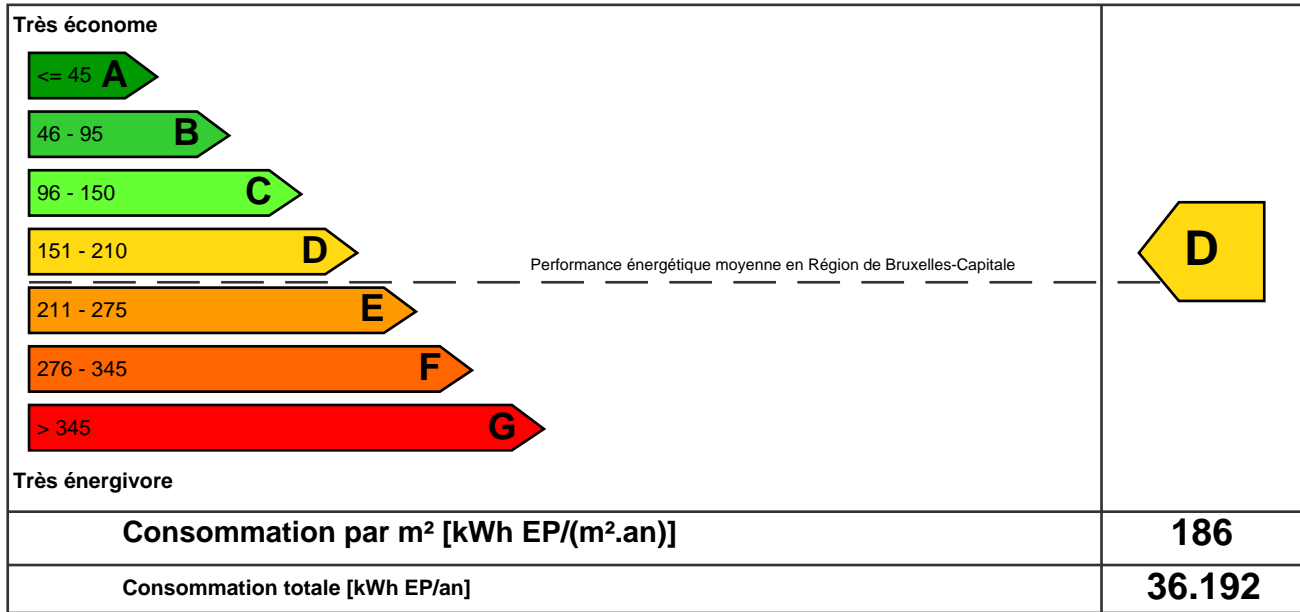 Très économe
<= 45 A
46 - 95 B
96 - 150 C
151 - 210 D
Performance énergétique moyenne en Région de Bruxelles-Capitale
D
211 - 275 E
276 - 345 F
> 345 G
Très énergivore
Consommation par m² [kWh EP/(m².an)] 186
Consommation totale [kWh EP/an] 36.192